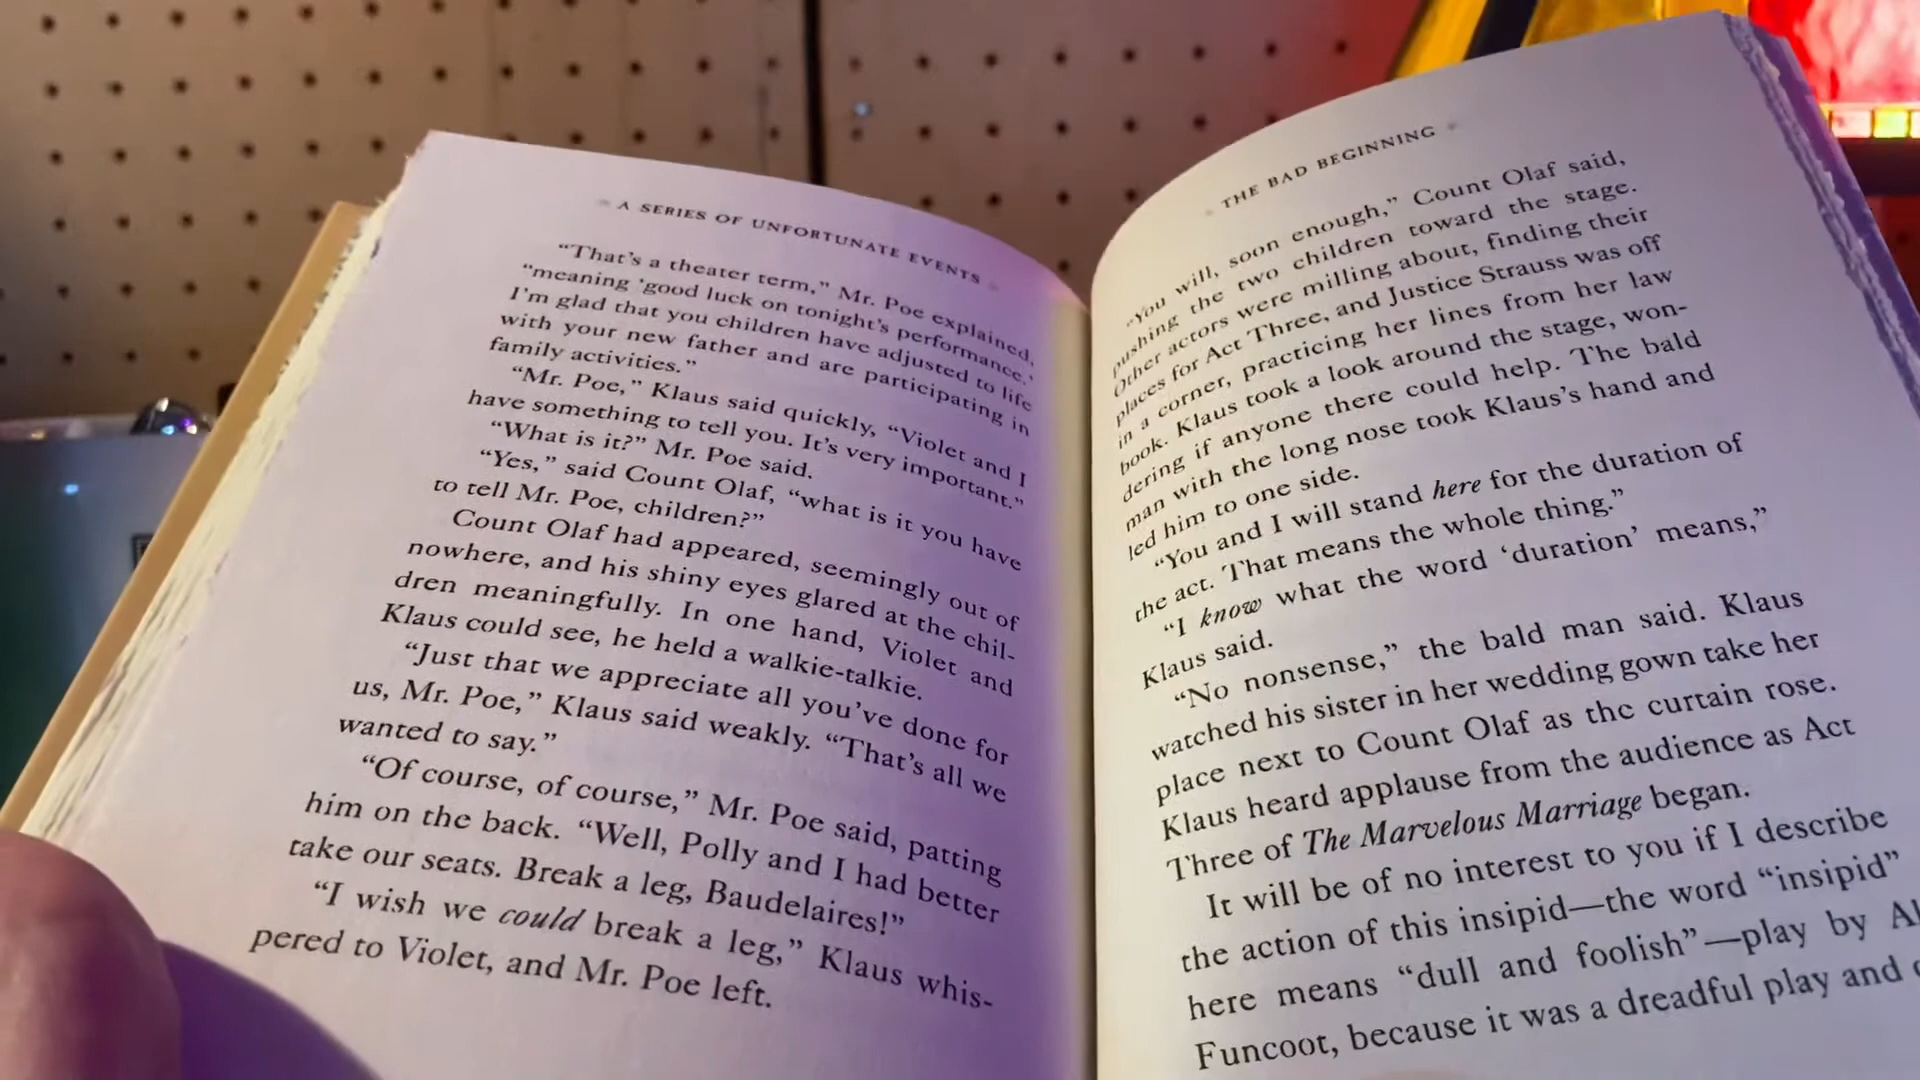 A SERIES OF UNFORTUNATE EVENTS
“That’s a theater term,” Mr. Poe explained,
“meaning ‘good luck on tonight’s performance.’
I’m glad that you children have adjusted to life
with your new father and are participating in
family activities.”
“Mr. Poe,” Klaus said quickly, “Violet and I
have something to tell you. It’s very important.”
“What is it?” Mr. Poe said.
“Yes,” said Count Olaf, “what is it you have
to tell Mr. Poe, children?”
Count Olaf had appeared, seemingly out of
nowhere, and his shiny eyes glared at the chil-
dren meaningfully. In one hand, Violet and
Klaus could see, he held a walkie-talkie.
“Just that we appreciate all you’ve done for
us, Mr. Poe,” Klaus said weakly. “That’s all we
wanted to say.”
“Of course, of course,” Mr. Poe said, patting
him on the back. “Well, Polly and I had better
take our seats. Break a leg, Baudelaires!”
“I wish we could break a leg,” Klaus whis-
pered to Violet, and Mr. Poe left.
THE BAD BEGINNING
“You will, soon enough,” Count Olaf said,
pushing the two children toward the stage.
Other actors were milling about, finding their
places for Act Three, and Justice Strauss was off
in a corner, practicing her lines from her law
book. Klaus took a look around the stage, won-
dering if anyone there could help. The bald
man with the long nose took Klaus’s hand and
led him to one side.
“You and I will stand here for the duration of
the act. That means the whole thing.”
“I know what the word ‘duration’ means,”
Klaus said.
“No nonsense,” the bald man said. Klaus
watched his sister in her wedding gown take her
place next to Count Olaf as the curtain rose.
Klaus heard applause from the audience as Act
Three of The Marvelous Marriage began.
It will be of no interest to you if I describe
the action of this insipid—the word “insipid”
here means “dull and foolish”—play by
Funcoot, because it was a dreadful play and